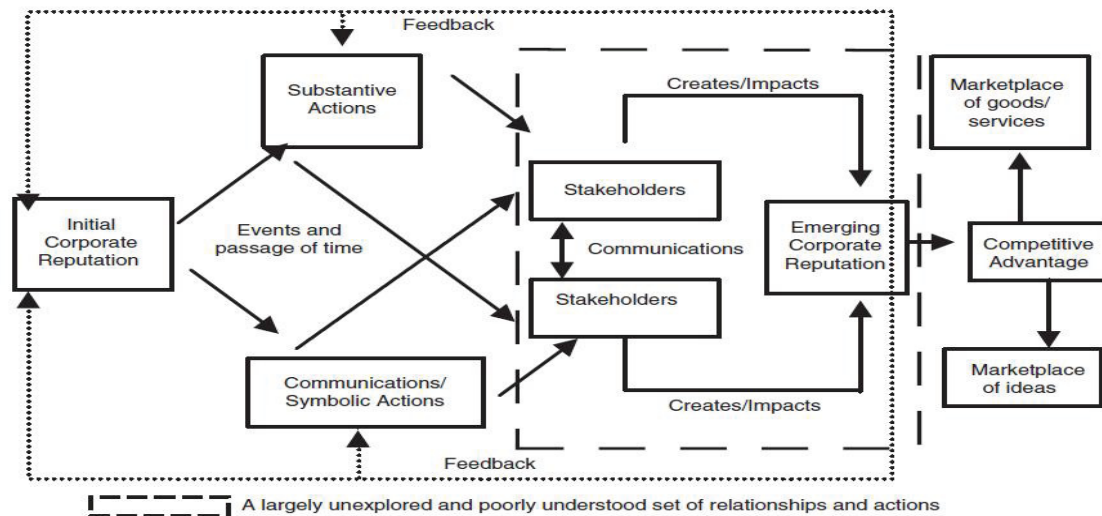 Feedback
Substantive
Actions
Creates/Impacts
Marketplace
of goods/
services
Initial
Corporate
Reputation
Events and
passage of time
Stakeholders
Communications
Stakeholders
Emerging
Corporate
Reputation
Competitive
Advantage
Communications/
Symbolic Actions
Creates/Impacts
Marketplace
of ideas
Feedback
A largely unexplored and poorly understood set of relationships and actions